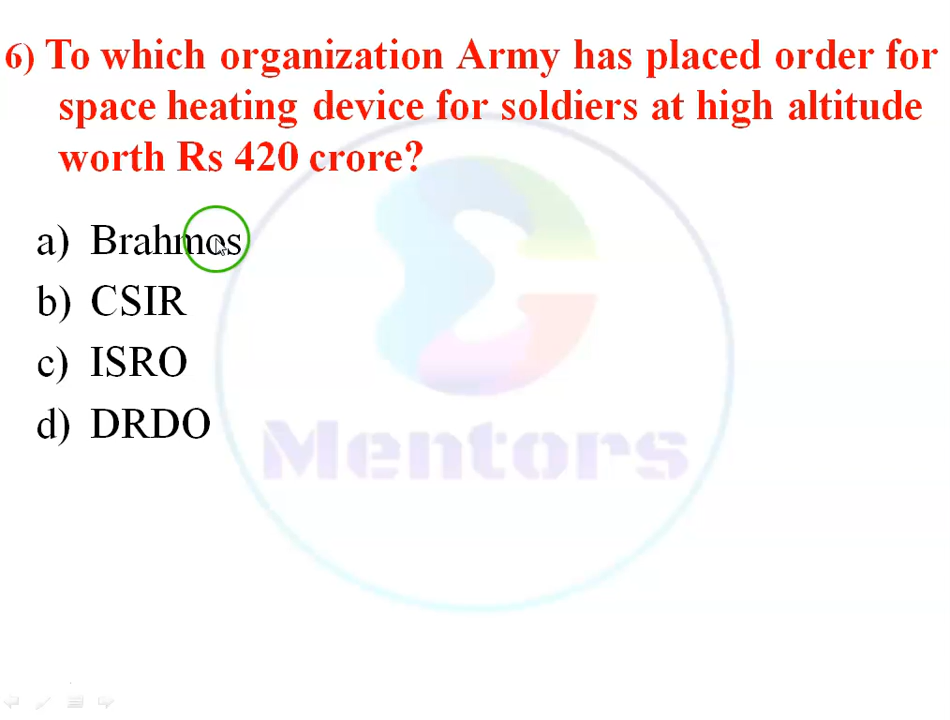 6) To which organization Army has placed order for
space heating device for soldiers at high altitude
worth Rs 420 crore?
a) Brahmos
b) CSIR
c) ISRO
d) DRDO
Mentors